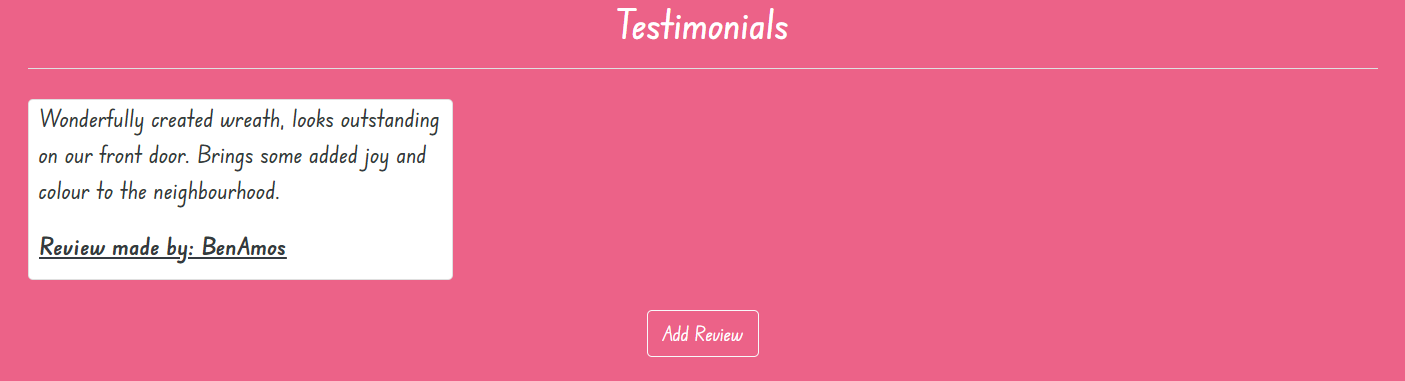 Testimonials
Wonderfully created wreath, looks outstanding
on our front door. Brings some added joy and
colour to the neighbourhood.
Review made by: BenAmos
Add Review